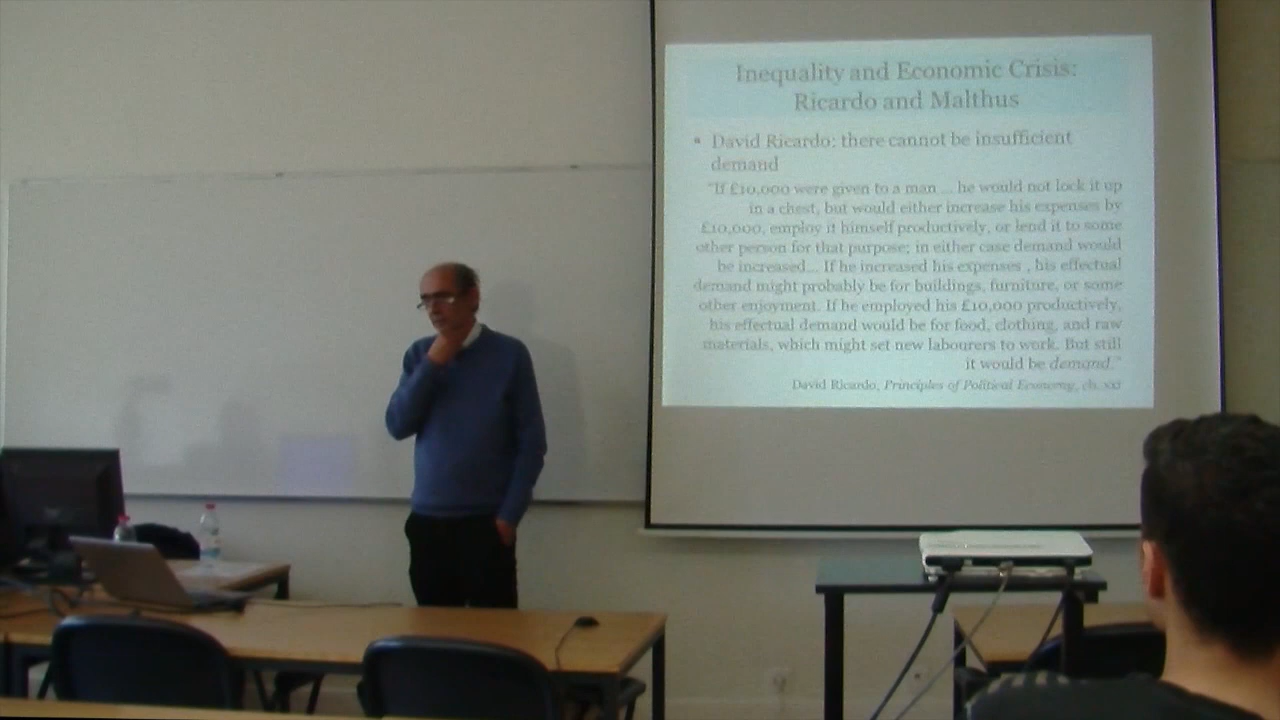 Inequality and Economic Crisis:
Ricardo and Malthus
▪ David Ricardo: there cannot be insufficient
demand
"If £10,000 were given to a man ... he would not lock it up
in a chest, but would either increase his expenses by
£10,000, employ it himself productively, or lend it to some
other person for that purpose; in either case demand would
be increased... If he increased his expenses , his effectual
demand might probably be for buildings, furniture, or some
other enjoyment. If he employed his £10,000 productively,
his effectual demand would be for food, clothing, and raw
materials, which might set new labourers to work. But still
it would be demand."
David Ricardo, Principles of Political Economy, ch. xxi